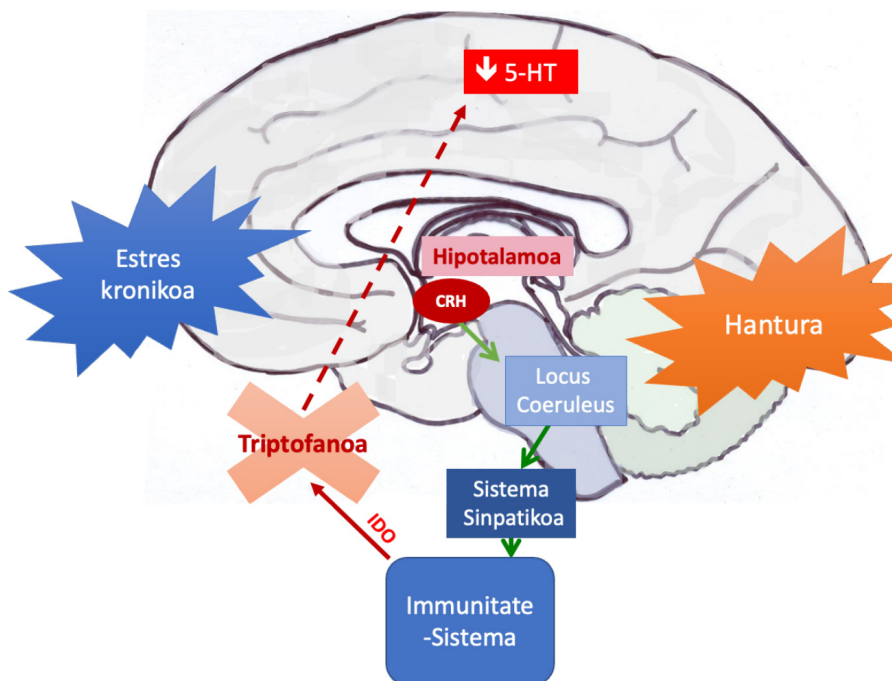 ↓ 5-HT
Estres
kronikoa
Hipotalamoa
CRH
Hantura
Locus
Coeruleus
Triptofanoa
Sistema
Sinpatikoa
IDO
Immunitate
-Sistema